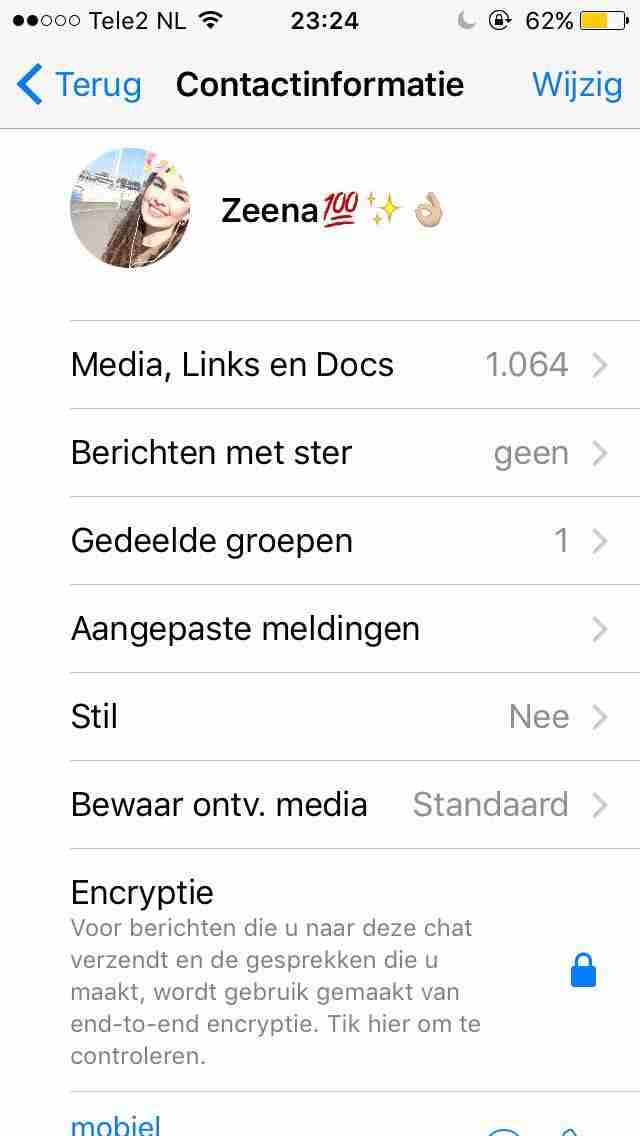 Tele2 NL 23:24 62%
Terug Contactinformatie Wijzig
Zeena💯✨👌🏼
Media, Links en Docs 1.064
Berichten met ster geen
Gedeelde groepen 1
Aangepaste meldingen
Stil Nee
Bewaar ontv. media Standaard
Encryptie
Voor berichten die u naar deze chat
verzendt en de gesprekken die u
maakt, wordt gebruik gemaakt van
end-to-end encryptie. Tik hier om te
controleren.
mobiel